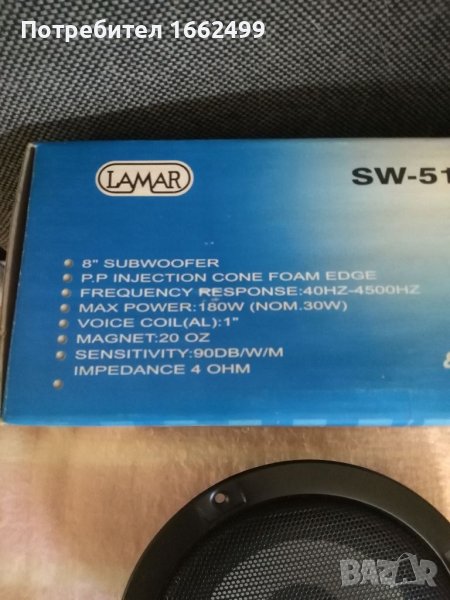 Потребител 1662499
LAMAR
SW-51
8" SUBWOOFER
P.P INJECTION CONE FOAM EDGE
FREQUENCY RESPONSE:40HZ-4500HZ
MAX POWER:180W (NOM.30W)
VOICE COIL(AL):1"
MAGNET:20 OZ
SENSITIVITY:90DB/W/M
IMPEDANCE 4 OHM
BAZAR